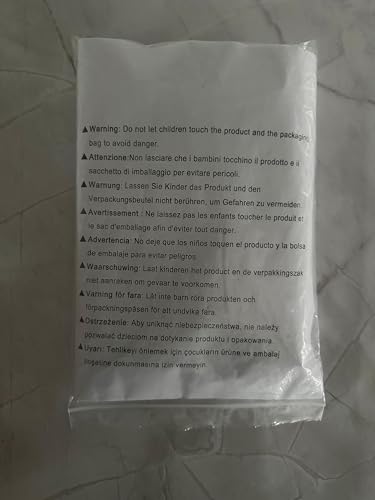 ▲Warning: Do not let children touch the product and the packaging
bag to avoid danger.
▲Attenzione:Non lasciare che i bambini tocchino il prodotto e il
sacchetto di imballaggio per evitare pericoli.
▲Warnung: Lassen Sie Kinder das Produkt und den
Verpackungsbeutel nicht berühren, um Gefahren zu vermeiden.
▲Avertissement : Ne laissez pas les enfants toucher le produit et
le sac d'emballage afin d'éviter tout danger.
▲Advertencia: No deje que los niños toquen el producto y la bolsa
de embalaje para evitar peligros.
▲Waarschuwing: Laat kinderen het product en de verpakkingszak
niet aanraken om gevaar te voorkomen.
▲Varning för fara: Låt inte barn röra produkten och
förpackningspåsen för att undvika fara.
▲Ostrzeżenie: Aby uniknąć niebezpieczeństwa, nie należy
pozwalać dzieciom na dotykanie produktu i opakowania.
▲Uyarı: Tehlikeyi önlemek için çocukların ürüne ve ambalaj
poşetine dokunmasına izin vermeyin.